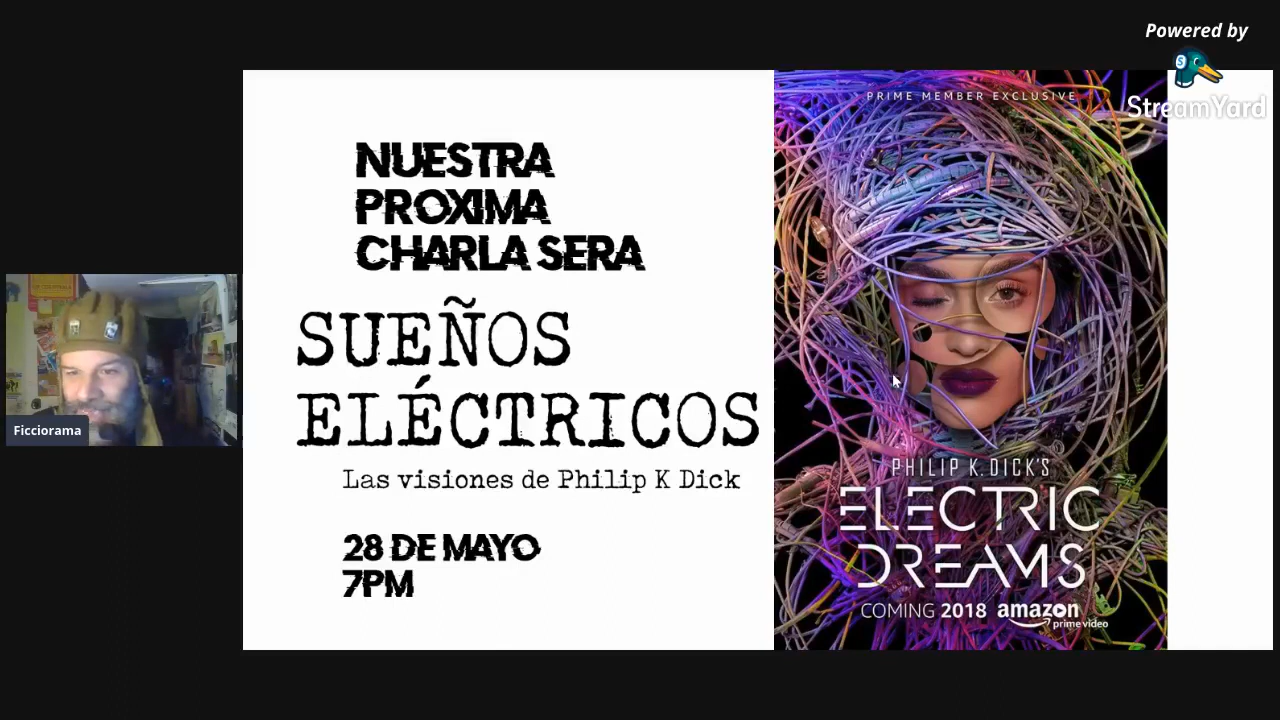 Powered by
StreamYard
NUESTRA
PROXIMA
CHARLA SERA
SUEÑOS
ELÉCTRICOS
Las visiones de Philip K Dick
28 DE MAYO
7PM
Ficciorama
PRIME MEMBER EXCLUSIVE
PHILIP K. DICK'S
ELECTRIC
DREAMS
COMING 2018 amazon
prime video